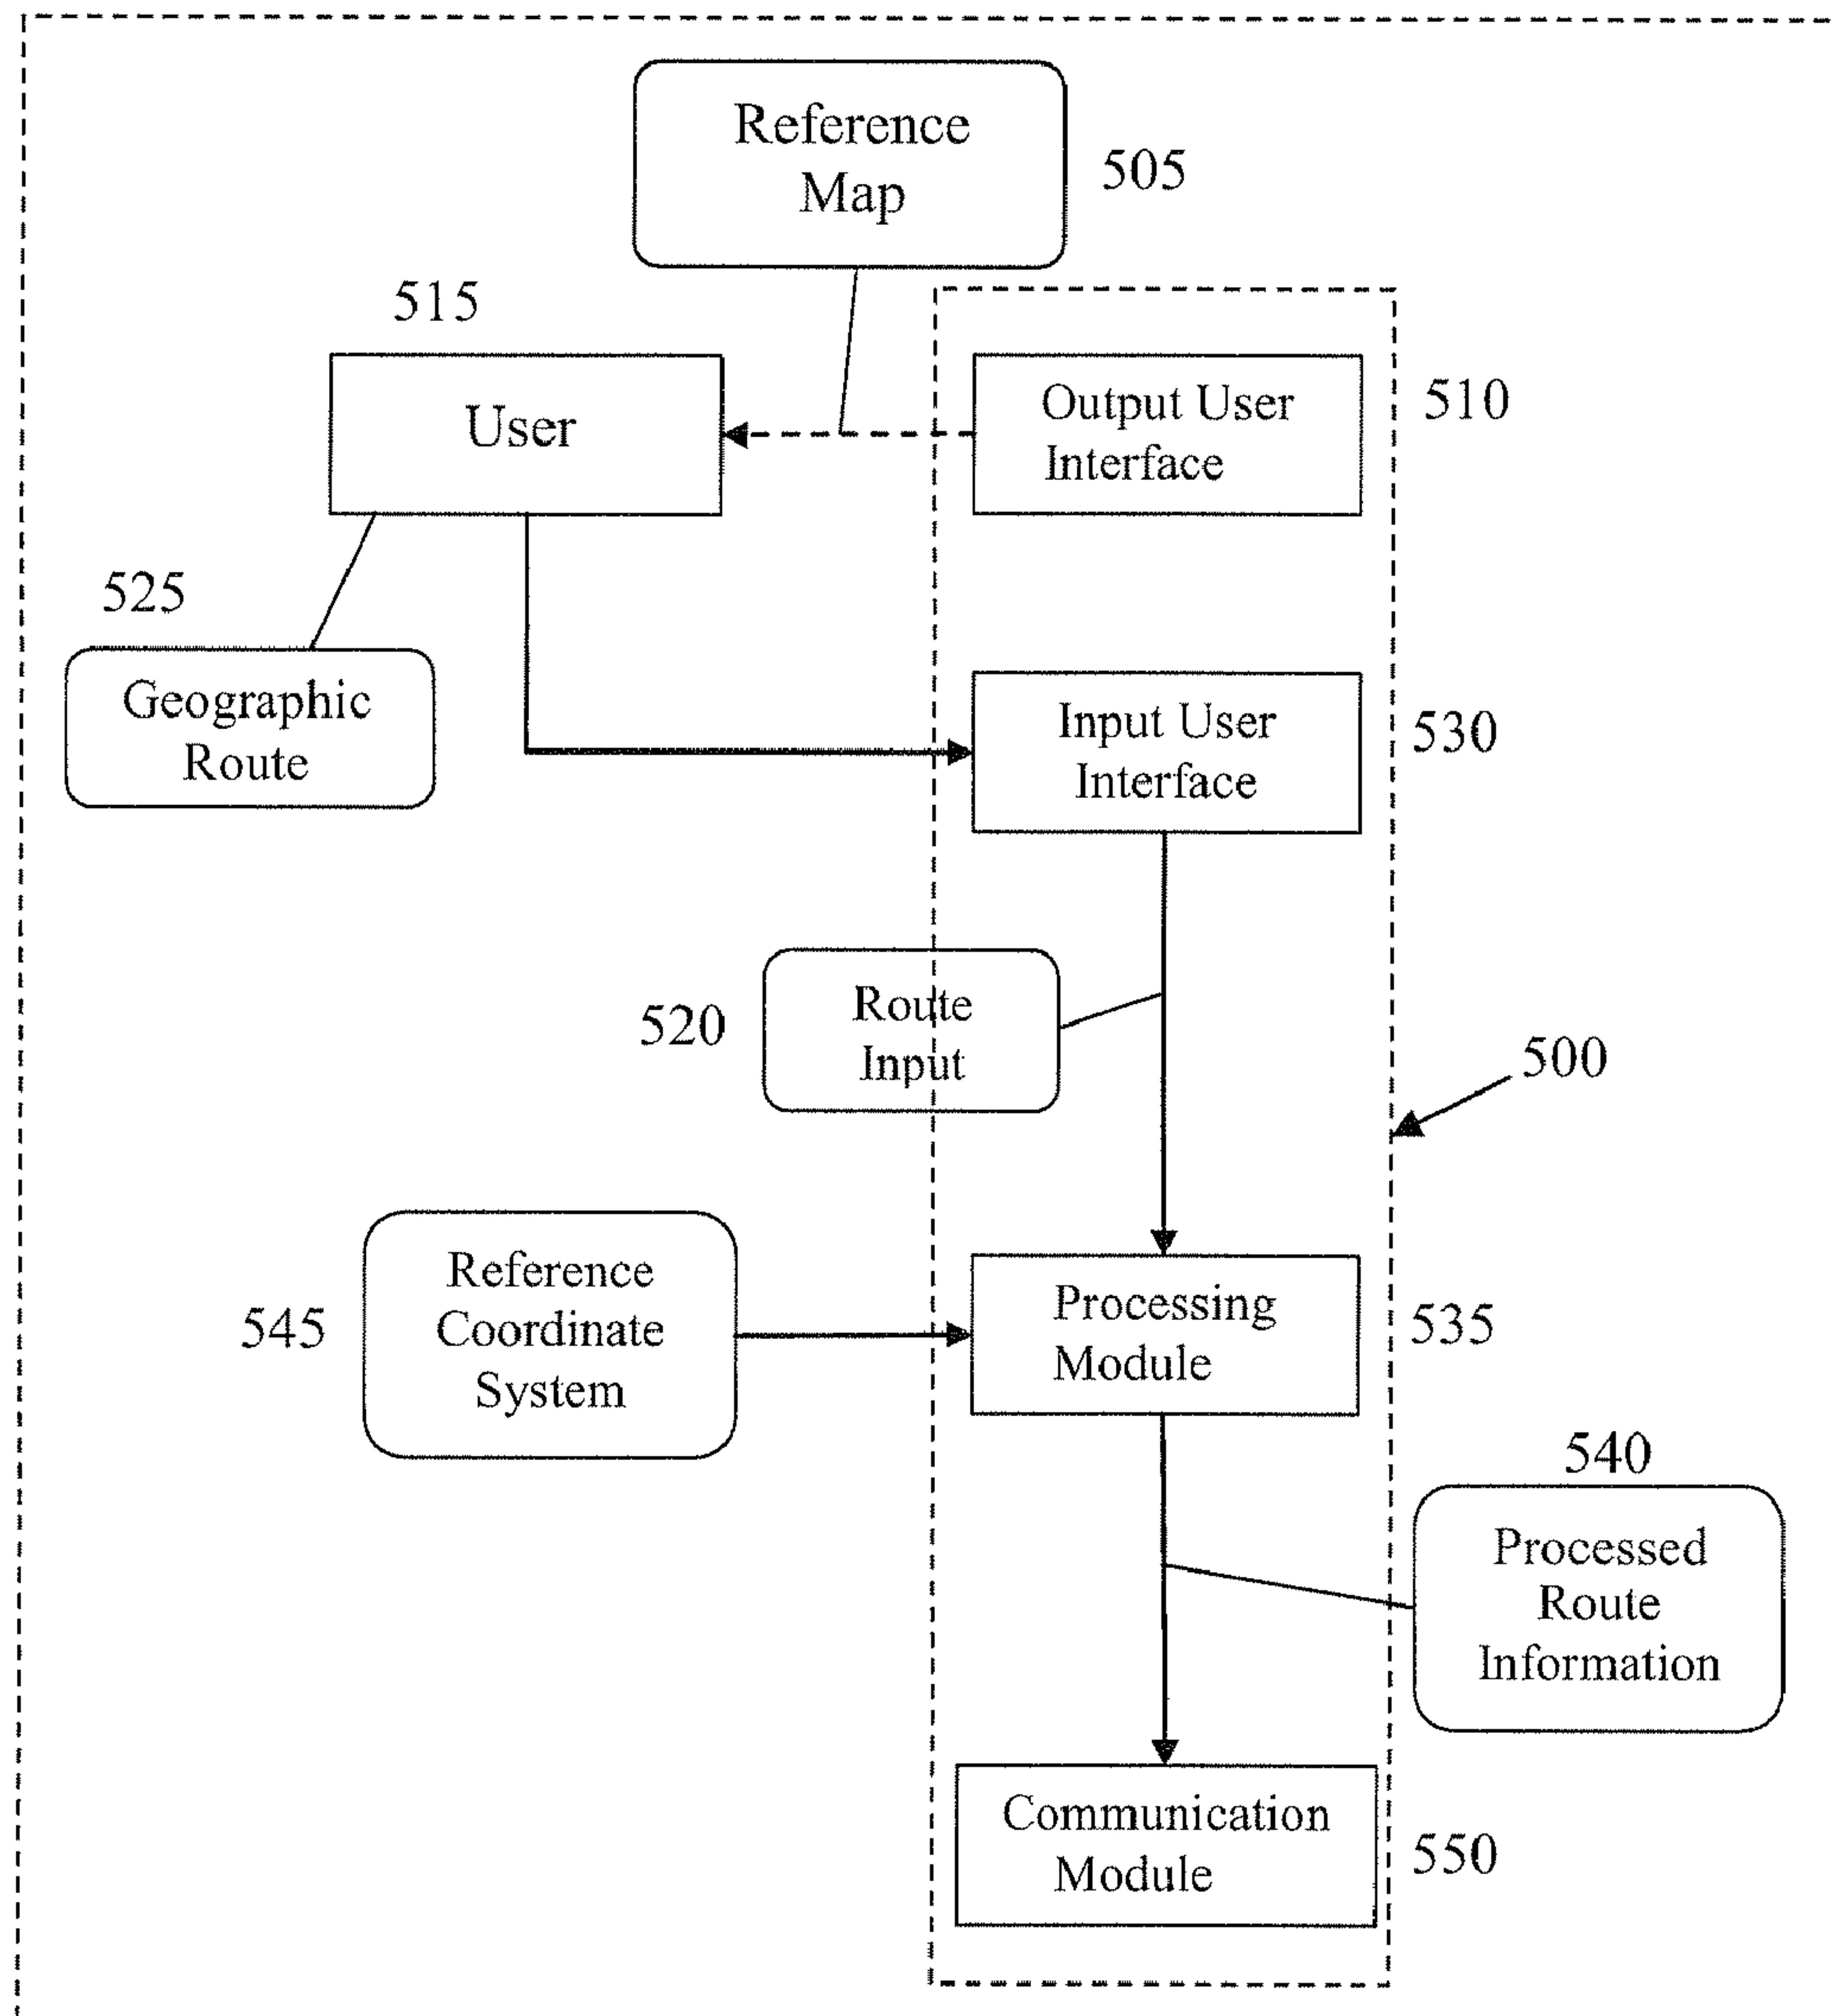 Reference
Map
505
515
User
Output User
Interface
510
525
Geographic
Route
Input User
Interface
530
520
Route
Input
500
545
Reference
Coordinate
System
Processing
Module
535
540
Processed
Route
Information
Communication
Module
550